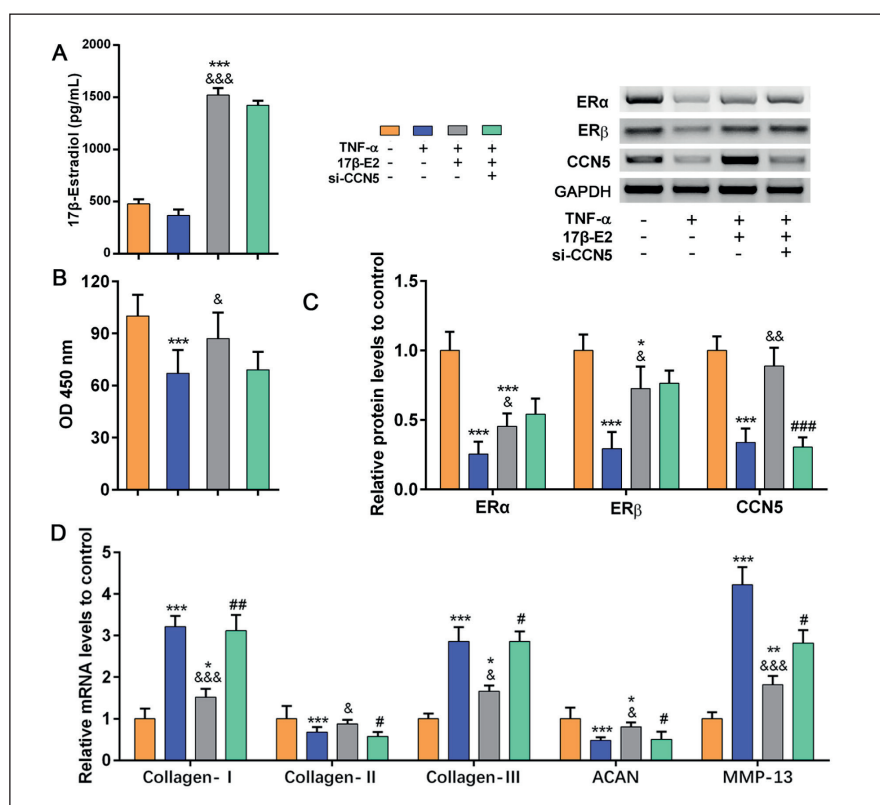 A
2000
1500
1000
500
0
17β-Estradiol (pg/mL)
***
&&&
TNF-α - + + +
17β-E2 - - + +
si-CCN5 - - - +
ERα
ERβ
CCN5
GAPDH
TNF-α - + + +
17β-E2 - - + +
si-CCN5 - - - +
B
120
90
60
30
0
OD 450 nm
***
&
C
1.5
1.0
0.5
0.0
Relative protein levels to control
***
***
&
***
*
&
***
&&
###
ERα ERβ CCN5
D
5
4
3
2
1
0
Relative mRNA levels to control
***
*
&&&
##
***
&
#
***
*
&
#
***
*
&
#
***
**
&&&
#
Collagen- I Collagen- II Collagen-III ACAN MMP-13